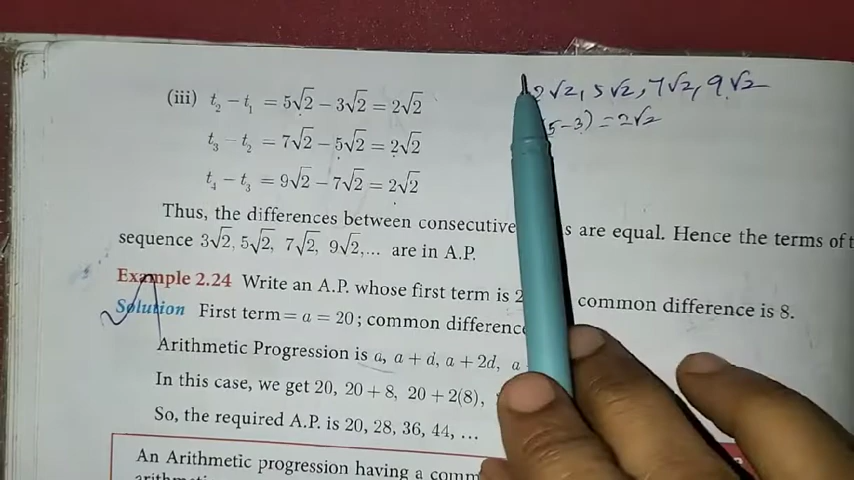 2√2, 5√2, 7√2, 9√2
(5-3) = 2√2
(iii) t₂ − t₁ = 5√2 − 3√2 = 2√2
t₃ − t₂ = 7√2 − 5√2 = 2√2
t₄ − t₃ = 9√2 − 7√2 = 2√2
Thus, the differences between consecutive s are equal. Hence the terms of
sequence 3√2, 5√2, 7√2, 9√2,... are in A.P.
Example 2.24 Write an A.P. whose first term is 2 common difference is 8.
Solution First term = a = 20; common difference
Arithmetic Progression is a, a + d, a + 2d, a
In this case, we get 20, 20 + 8, 20 + 2(8),
So, the required A.P. is 20, 28, 36, 44, ...
An Arithmetic progression having a comm